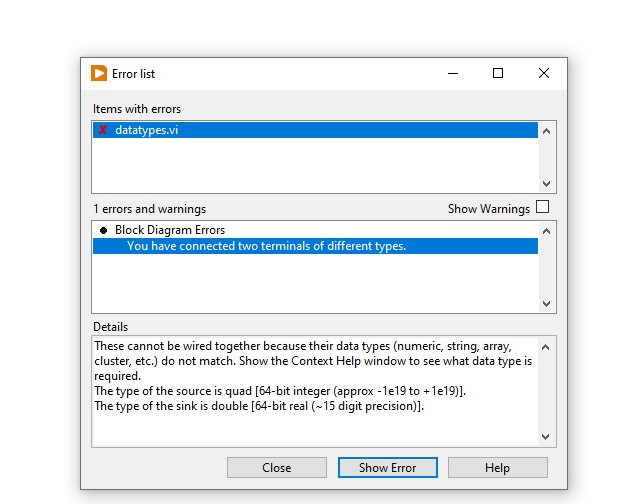 Error list
Items with errors
datatypes.vi
1 errors and warnings
Show Warnings
Block Diagram Errors
You have connected two terminals of different types.
Details
These cannot be wired together because their data types (numeric, string, array,
cluster, etc.) do not match. Show the Context Help window to see what data type is
required.
The type of the source is quad [64-bit integer (approx -1e19 to +1e19)].
The type of the sink is double [64-bit real (~15 digit precision)].
Close
Show Error
Help